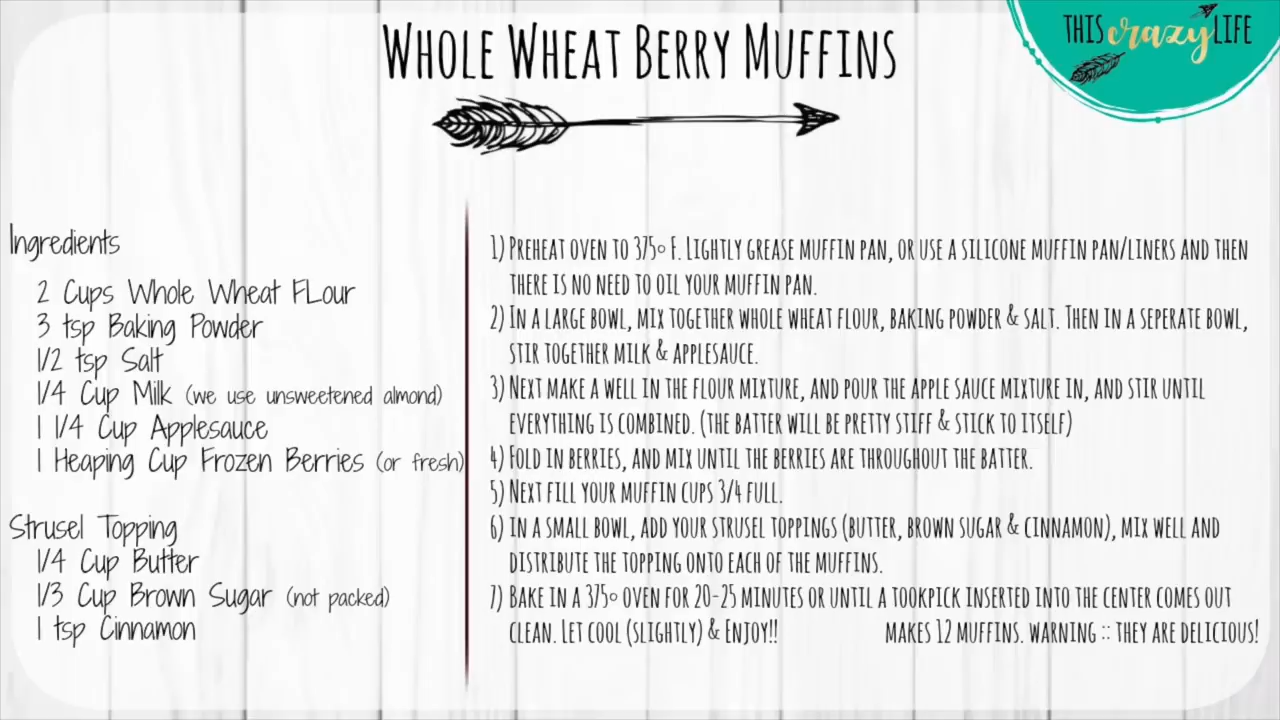 Whole Wheat Berry Muffins
THIS crazy LIFE
Ingredients
2 Cups Whole Wheat FLour
3 tsp Baking Powder
1/2 tsp Salt
1/4 Cup Milk (we use unsweetened almond)
1 1/4 Cup Applesauce
1 Heaping Cup Frozen Berries (or fresh)
Strusel Topping
1/4 Cup Butter
1/3 Cup Brown Sugar (not packed)
1 tsp Cinnamon
1) Preheat oven to 375° F. Lightly grease muffin pan, or use a silicone muffin pan/liners and then
there is no need to oil your muffin pan.
2) In a large bowl, mix together whole wheat flour, baking powder & salt. Then in a seperate bowl,
stir together milk & applesauce.
3) Next make a well in the flour mixture, and pour the apple sauce mixture in, and stir until
everything is combined. (the batter will be pretty stiff & stick to itself)
4) Fold in berries, and mix until the berries are throughout the batter.
5) Next fill your muffin cups 3/4 full.
6) In a small bowl, add your strusel toppings (butter, brown sugar & cinnamon), mix well and
distribute the topping onto each of the muffins.
7) Bake in a 375° oven for 20-25 minutes or until a tookpick inserted into the center comes out
clean. Let cool (slightly) & Enjoy!!
makes 12 muffins. warning :: they are delicious!